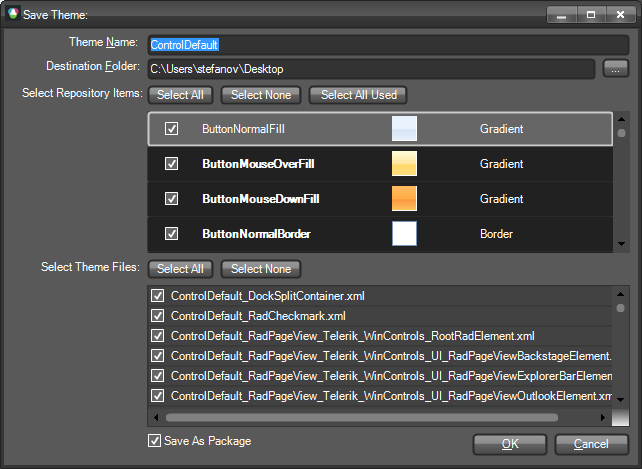 Save Theme:
Theme Name: ControlDefault
Destination Folder: C:\Users\stefanov\Desktop ...
Select Repository Items: Select All Select None Select All Used
ButtonNormalFill Gradient
ButtonMouseOverFill Gradient
ButtonMouseDownFill Gradient
ButtonNormalBorder Border
Select Theme Files: Select All Select None
ControlDefault_DockSplitContainer.xml
ControlDefault_RadCheckmark.xml
ControlDefault_RadPageView_Telerik_WinControls_RootRadElement.xml
ControlDefault_RadPageView_Telerik_WinControls_UI_RadPageViewBackstageElement.
ControlDefault_RadPageView_Telerik_WinControls_UI_RadPageViewExplorerBarElemen
ControlDefault_RadPageView_Telerik_WinControls_UI_RadPageViewOutlookElement.xm
Save As Package OK Cancel